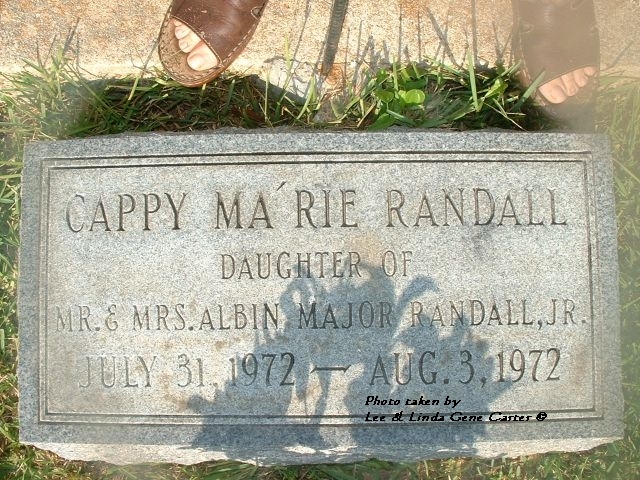 CAPPY MA´RIE RANDALL
DAUGHTER OF
MR. & MRS. ALBIN MAJOR RANDALL, JR.
JULY 31, 1972 — AUG. 3, 1972
Photo taken by
Lee & Linda Gene Carter ©